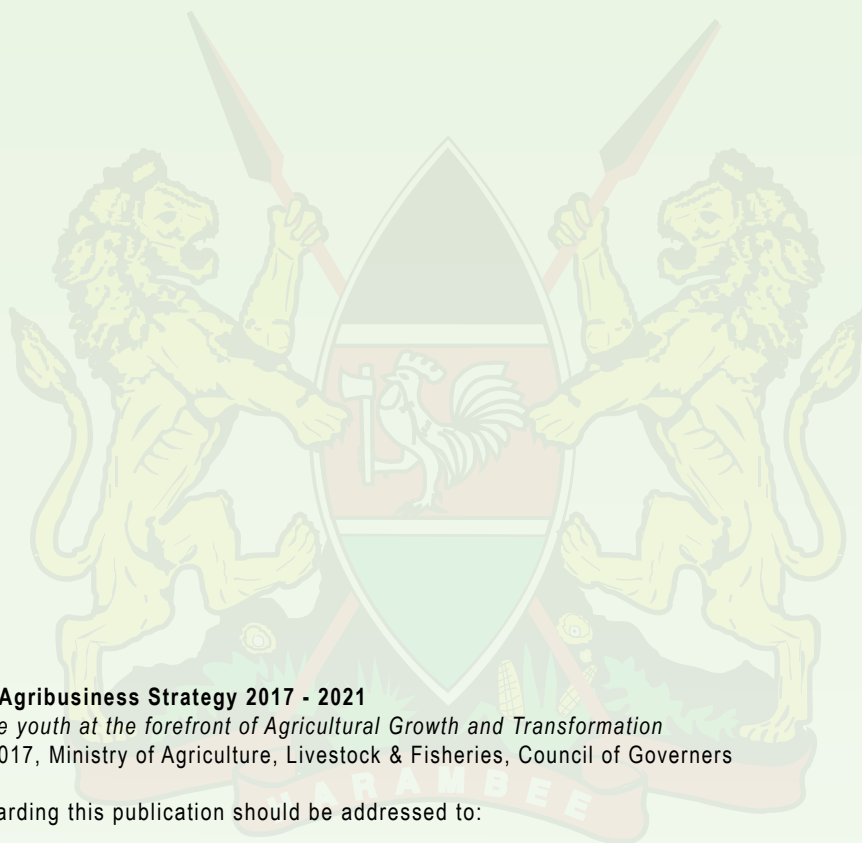 Agribusiness Strategy 2017 - 2021
e youth at the forefront of Agricultural Growth and Transformation
017, Ministry of Agriculture, Livestock & Fisheries, Council of Governers
arding this publication should be addressed to:
HARAMBEE